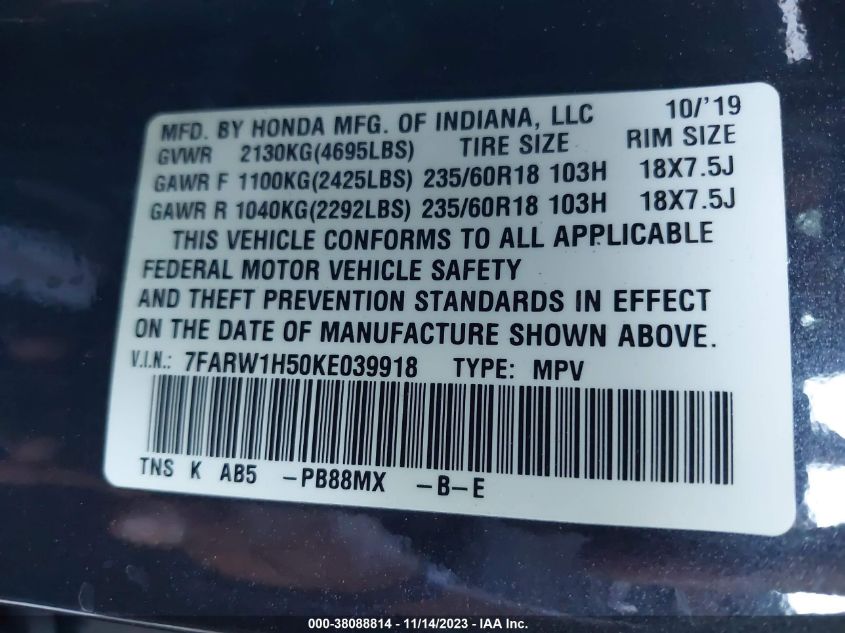 MFD. BY HONDA MFG. OF INDIANA, LLC 10/'19
GVWR 2130KG(4695LBS) TIRE SIZE RIM SIZE
GAWR F 1100KG(2425LBS) 235/60R18 103H 18X7.5J
GAWR R 1040KG(2292LBS) 235/60R18 103H 18X7.5J
THIS VEHICLE CONFORMS TO ALL APPLICABLE
FEDERAL MOTOR VEHICLE SAFETY
AND THEFT PREVENTION STANDARDS IN EFFECT
ON THE DATE OF MANUFACTURE SHOWN ABOVE.
V.I.N.: 7FARW1H50KE039918 TYPE: MPV
TNS K AB5 -PB88MX -B-E
000-38088814 - 11/14/2023 - IAA Inc.